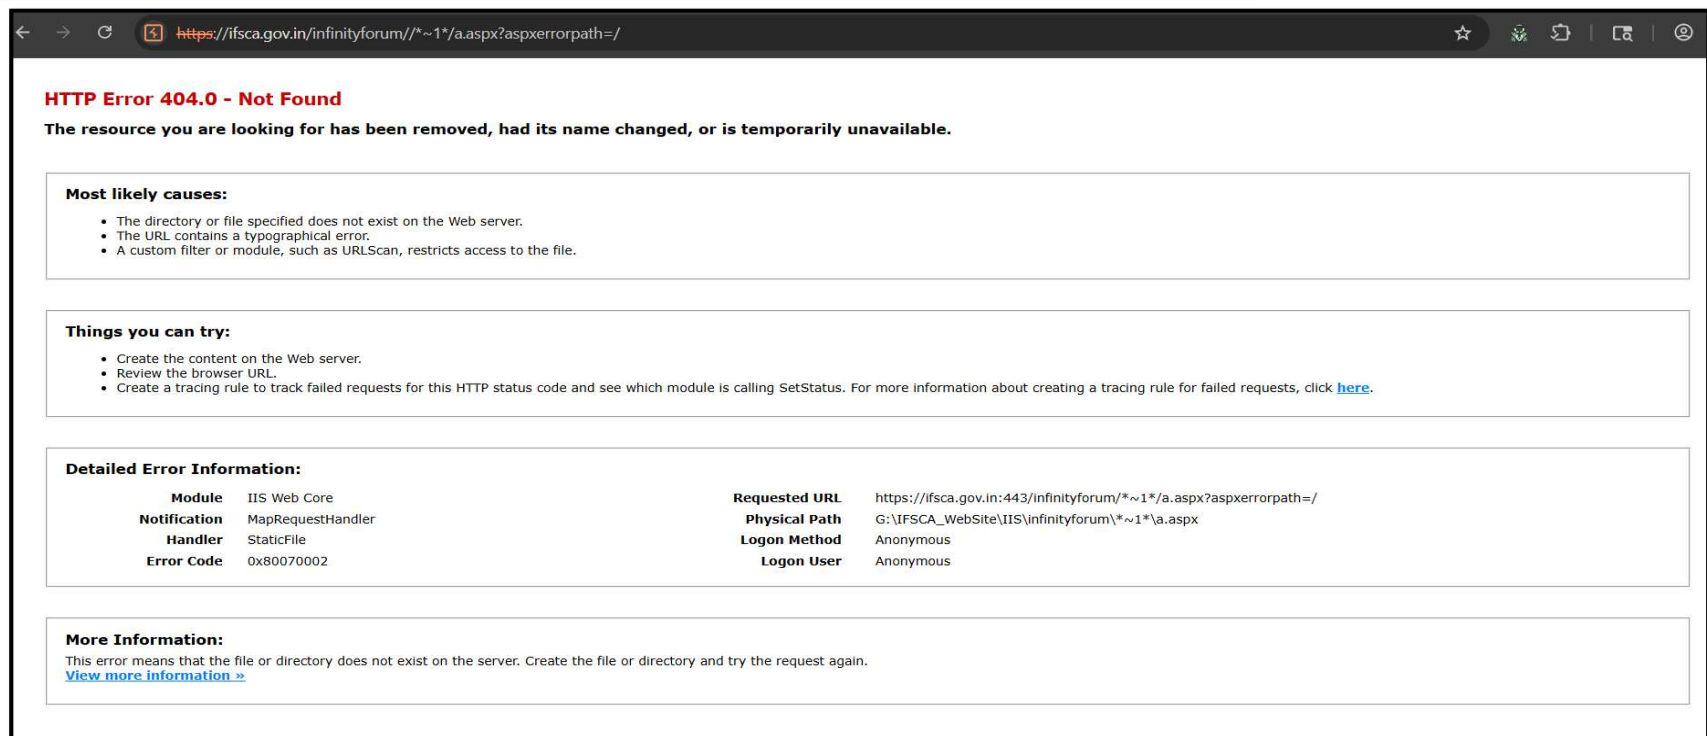 https://ifsca.gov.in/infinityforum//*~1*/a.aspx?aspxerrorpath=/
HTTP Error 404.0 - Not Found
The resource you are looking for has been removed, had its name changed, or is temporarily unavailable.
Most likely causes:
• The directory or file specified does not exist on the Web server.
• The URL contains a typographical error.
• A custom filter or module, such as URLScan, restricts access to the file.
Things you can try:
• Create the content on the Web server.
• Review the browser URL.
• Create a tracing rule to track failed requests for this HTTP status code and see which module is calling SetStatus. For more information about creating a tracing rule for failed requests, click here.
Detailed Error Information:
Module IIS Web Core
Notification MapRequestHandler
Handler StaticFile
Error Code 0x80070002
Requested URL https://ifsca.gov.in:443/infinityforum/*~1*/a.aspx?aspxerrorpath=/
Physical Path G:\IFSCA_WebSite\IIS\infinityforum\*~1*\a.aspx
Logon Method Anonymous
Logon User Anonymous
More Information:
This error means that the file or directory does not exist on the server. Create the file or directory and try the request again.
View more information »